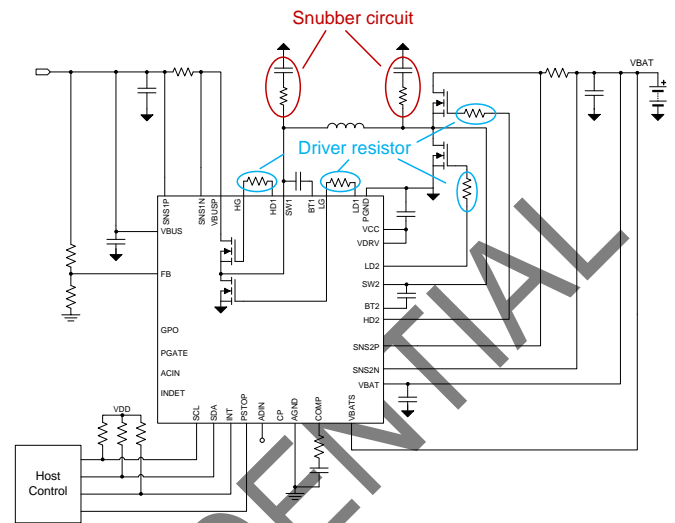 Snubber circuit
VBAT
Driver resistor
SNS1P
SNS1N
VBUSP
HG
HD1
SW1
BT1
LG
LD1
PGND
VBUS
VCC
VDRV
FB
LD2
SW2
BT2
HD2
GPO
PGATE
SNS2P
ACIN
SNS2N
INDET
VBAT
SCL
SDA
INT
PSTOP
ADIN
CP
AGND
COMP
VBATS
VDD
Host
Control
ENTIAL